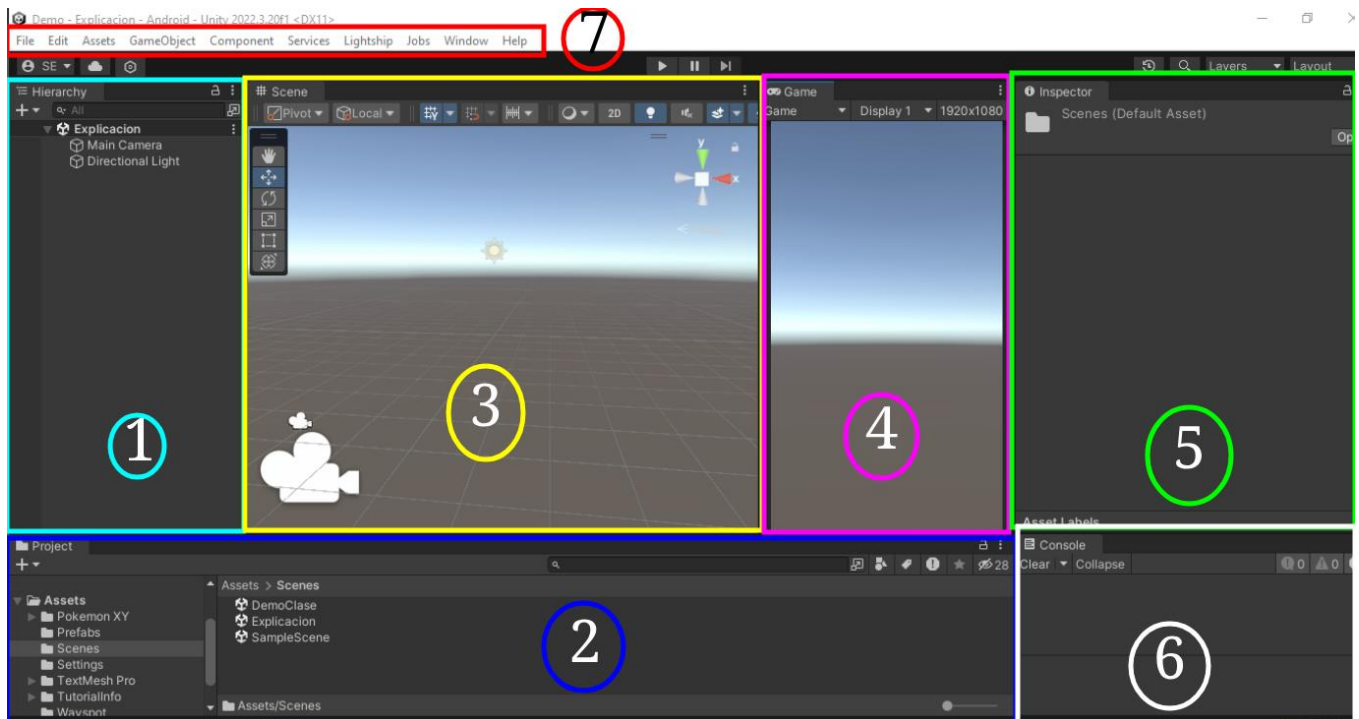 Demo - Explicacion - Android - Unity 2022.3.20f1 <DX11>
7
File Edit Assets GameObject Component Services Lightship Jobs Window Help
SE
Layers Layout
Hierarchy
All
Explicacion
Main Camera
Directional Light
1
Scene
Pivot Local 2D
y
x
3
Game
Game Display 1 1920x1080
4
Inspector
Scenes (Default Asset)
Op
5
Asset Labels
Project
28
Assets
Pokemon XY
Prefabs
Scenes
Settings
TextMesh Pro
TutorialInfo
Wayspot
Assets > Scenes
DemoClase
Explicacion
SampleScene
2
Assets/Scenes
Console
Clear Collapse 0 0
6